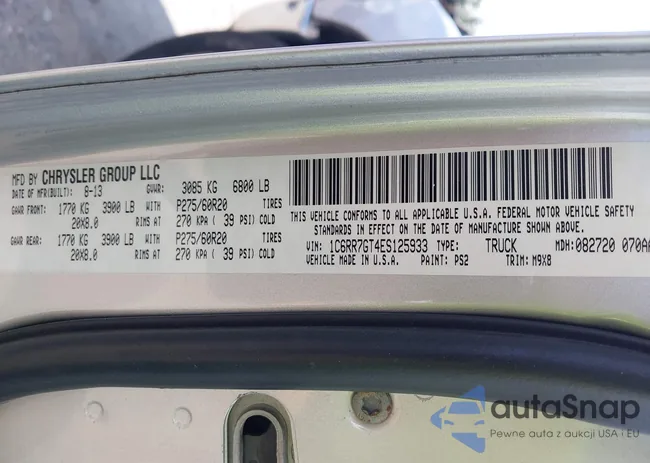 MFD BY CHRYSLER GROUP LLC
DATE OF MFR(BUILT): 8-13 GVWR: 3085 KG 6800 LB
GAWR FRONT: 1770 KG 3900 LB WITH P275/60R20 TIRES
20X8.0 RIMS AT 270 KPA ( 39 PSI) COLD
GAWR REAR: 1770 KG 3900 LB WITH P275/60R20 TIRES
20X8.0 RIMS AT 270 KPA ( 39 PSI) COLD
THIS VEHICLE CONFORMS TO ALL APPLICABLE U.S.A. FEDERAL MOTOR VEHICLE SAFETY
STANDARDS IN EFFECT ON THE DATE OF MANUFACTURE SHOWN ABOVE.
VIN: 1C6RR7GT4ES125933 TYPE: TRUCK MDH: 082720 070AA
VEHICLE MADE IN U.S.A. PAINT: PS2 TRIM: M9X8
autaSnap
Pewne auta z aukcji USA i EU